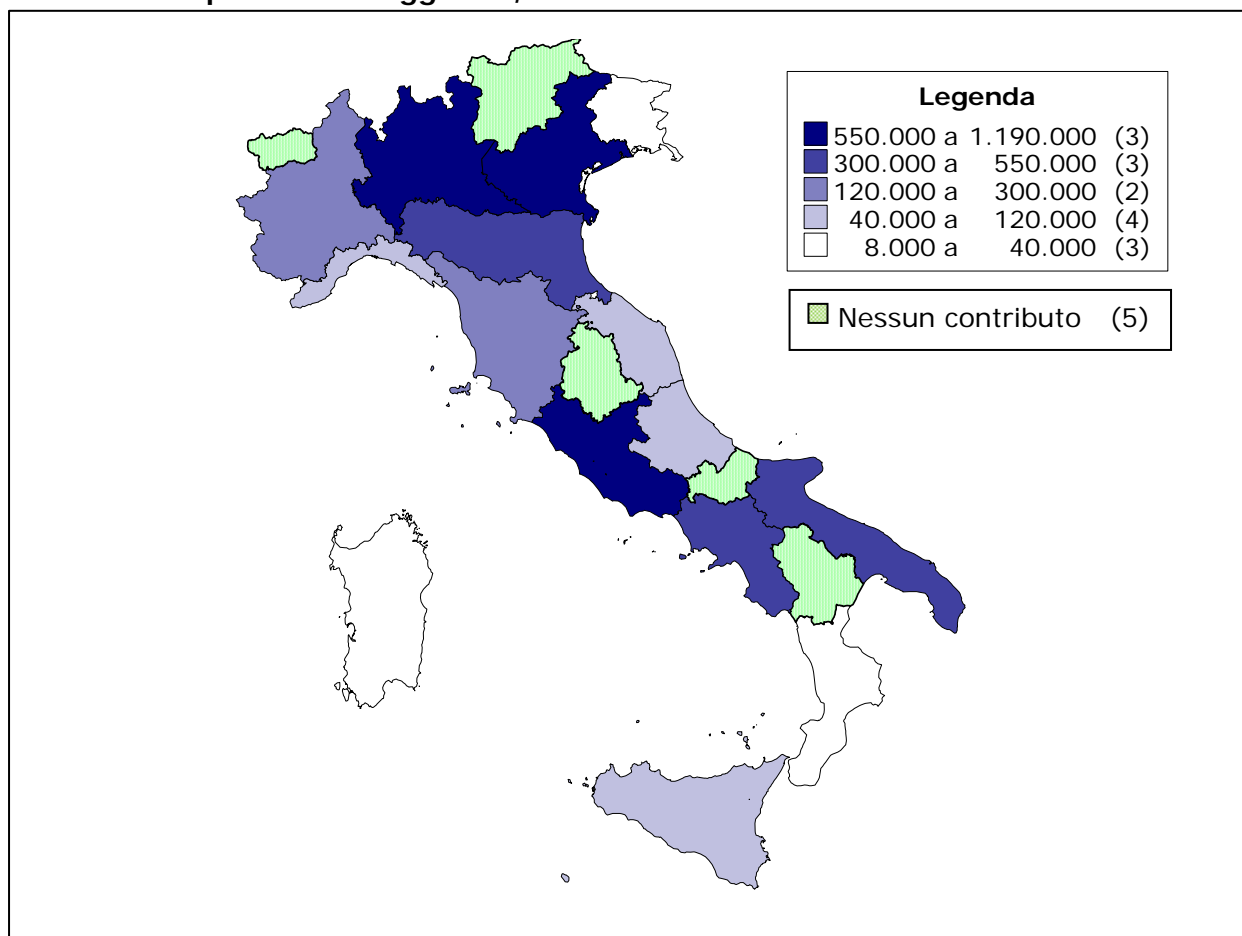 Legenda
550.000 a 1.190.000 (3)
300.000 a 550.000 (3)
120.000 a 300.000 (2)
40.000 a 120.000 (4)
8.000 a 40.000 (3)
Nessun contributo (5)